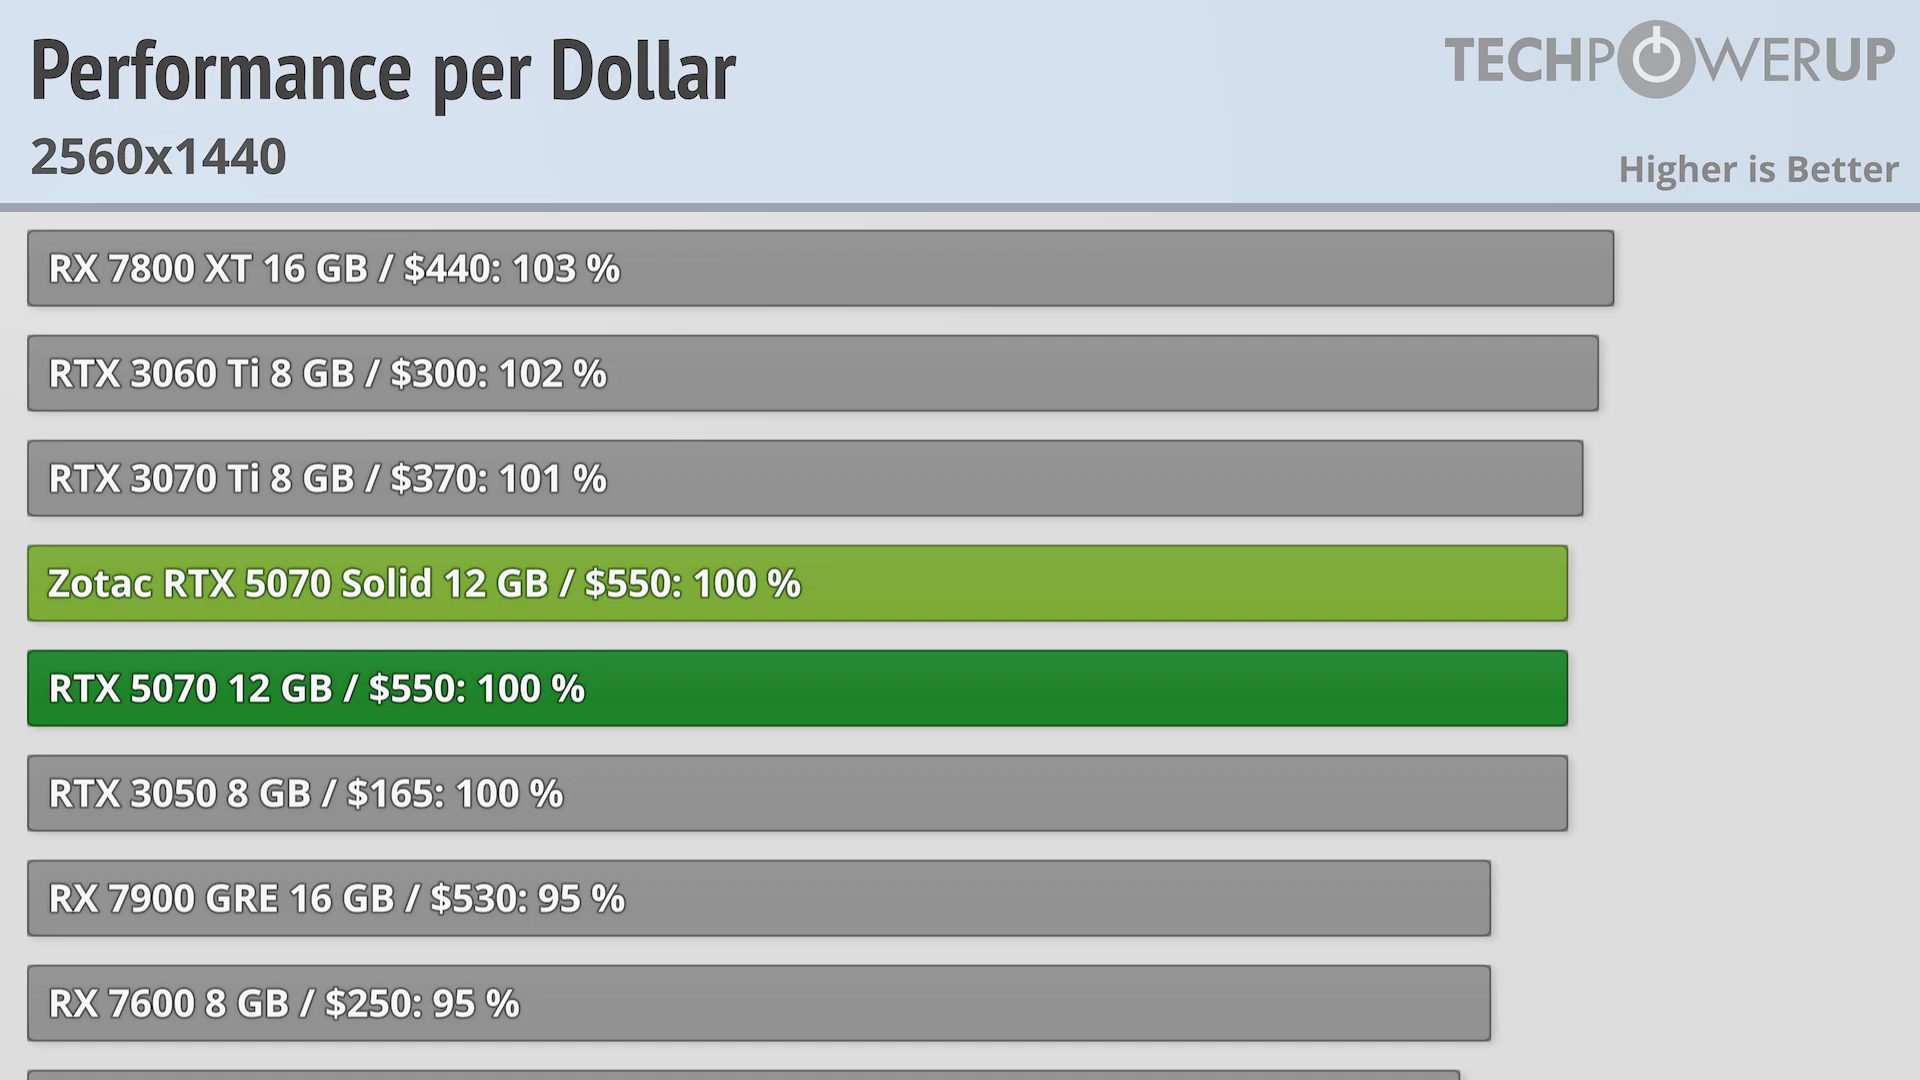 Performance per Dollar
TECHPOWERUP
2560x1440
Higher is Better
RX 7800 XT 16 GB / $440: 103 %
RTX 3060 Ti 8 GB / $300: 102 %
RTX 3070 Ti 8 GB / $370: 101 %
Zotac RTX 5070 Solid 12 GB / $550: 100 %
RTX 5070 12 GB / $550: 100 %
RTX 3050 8 GB / $165: 100 %
RX 7900 GRE 16 GB / $530: 95 %
RX 7600 8 GB / $250: 95 %